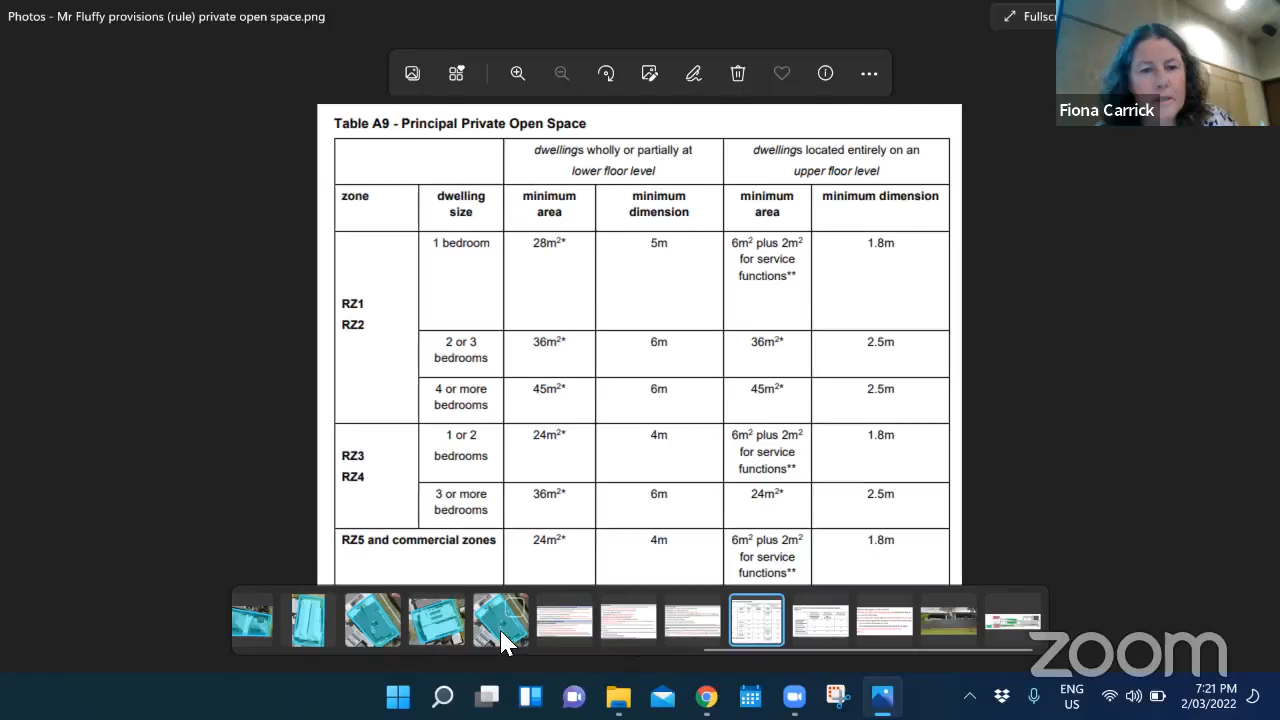 Photos - Mr Fluffy provisions (rule) private open space.png
Fullsc
Fiona Carrick
Table A9 - Principal Private Open Space
dwellings wholly or partially at
lower floor level
dwellings located entirely on an
upper floor level
zone
dwelling
size
minimum
area
minimum
dimension
minimum
area
minimum dimension
RZ1
RZ2
1 bedroom
28m²*
5m
6m² plus 2m²
for service
functions**
1.8m
2 or 3
bedrooms
36m²*
6m
36m²*
2.5m
4 or more
bedrooms
45m²*
6m
45m²*
2.5m
RZ3
RZ4
1 or 2
bedrooms
24m²*
4m
6m² plus 2m²
for service
functions**
1.8m
3 or more
bedrooms
36m²*
6m
24m²*
2.5m
RZ5 and commercial zones
24m²*
4m
6m² plus 2m²
for service
functions**
1.8m
zoom
ENG
US
7:21 PM
2/03/2022